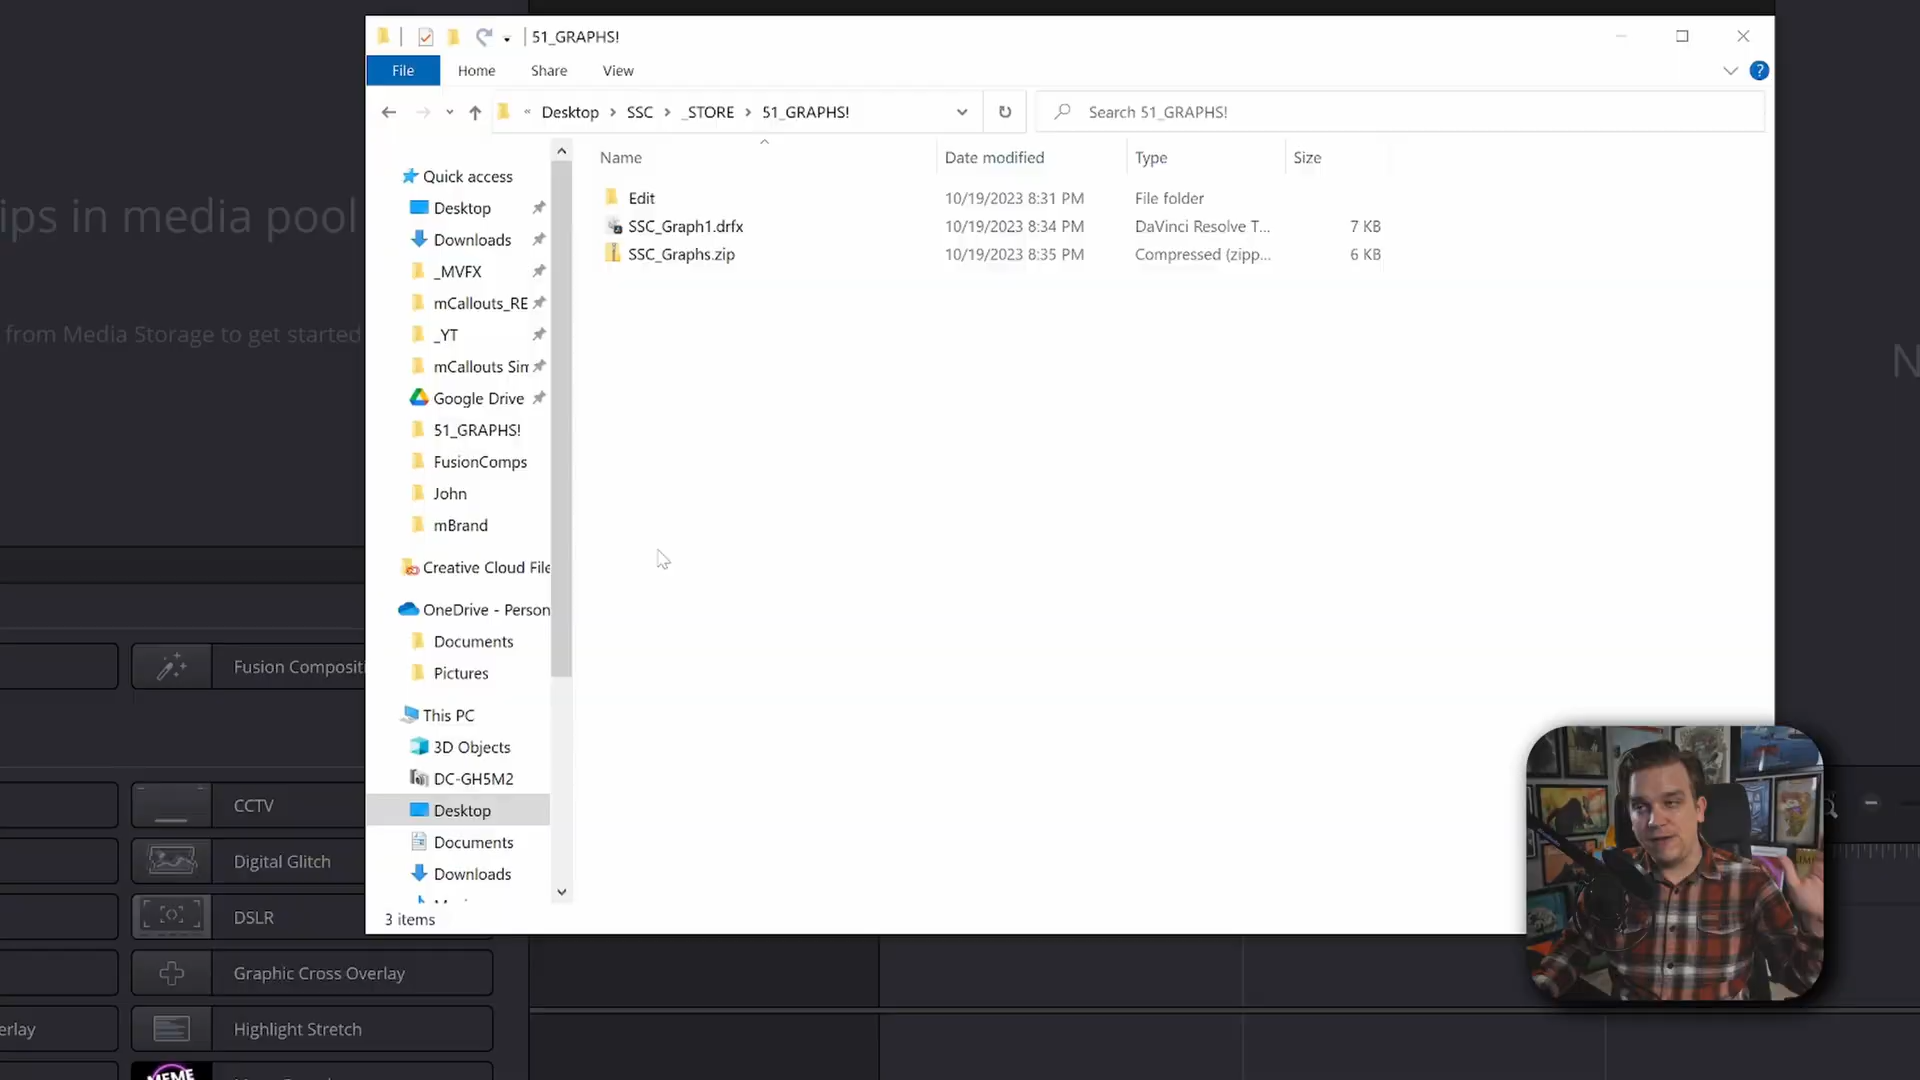 51_GRAPHS!
File Home Share View
« Desktop > SSC > _STORE > 51_GRAPHS! Search 51_GRAPHS!
Name Date modified Type Size
Edit 10/19/2023 8:31 PM File folder
SSC_Graph1.drfx 10/19/2023 8:34 PM DaVinci Resolve T... 7 KB
SSC_Graphs.zip 10/19/2023 8:35 PM Compressed (zipp... 6 KB
Quick access
Desktop
Downloads
_MVFX
mCallouts_RE
_YT
mCallouts Sim
Google Drive
51_GRAPHS!
FusionComps
John
mBrand
Creative Cloud File
OneDrive - Person
Documents
Pictures
This PC
3D Objects
DC-GH5M2
Desktop
Documents
Downloads
3 items
ips in media pool
from Media Storage to get started
N
Fusion Compositi
CCTV
Digital Glitch
DSLR
Graphic Cross Overlay
erlay
Highlight Stretch
MEME